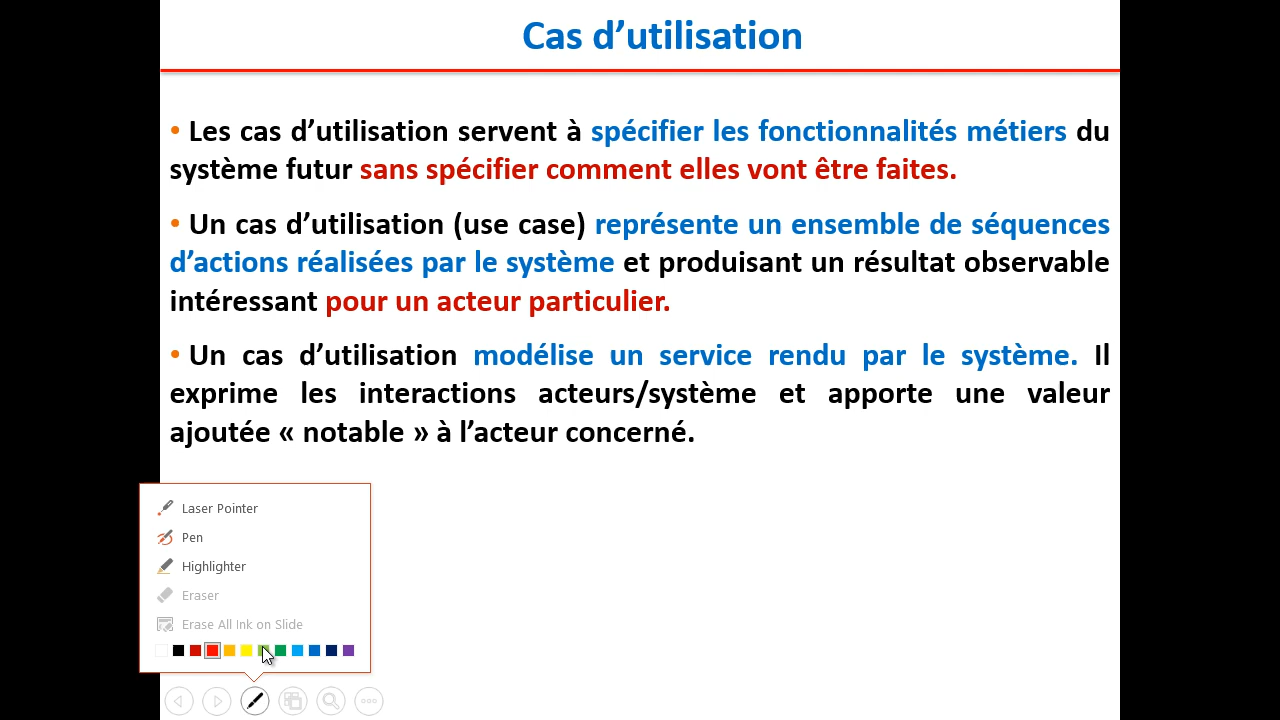 Cas d’utilisation
• Les cas d’utilisation servent à spécifier les fonctionnalités métiers du
système futur sans spécifier comment elles vont être faites.
• Un cas d’utilisation (use case) représente un ensemble de séquences
d’actions réalisées par le système et produisant un résultat observable
intéressant pour un acteur particulier.
• Un cas d’utilisation modélise un service rendu par le système. Il
exprime les interactions acteurs/système et apporte une valeur
ajoutée « notable » à l’acteur concerné.
Laser Pointer
Pen
Highlighter
Eraser
Erase All Ink on Slide